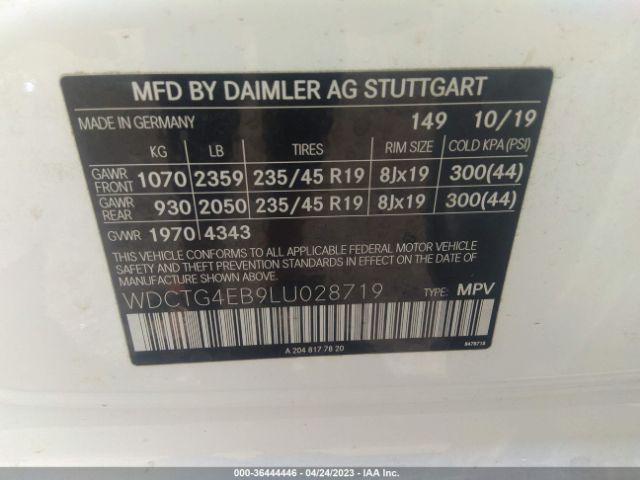 MFD BY DAIMLER AG STUTTGART
MADE IN GERMANY 149 10/19
KG LB TIRES RIM SIZE COLD KPA(PSI)
GAWR FRONT 1070 2359 235/45 R19 8Jx19 300(44)
GAWR REAR 930 2050 235/45 R19 8Jx19 300(44)
GVWR 1970 4343
THIS VEHICLE CONFORMS TO ALL APPLICABLE FEDERAL MOTOR VEHICLE
SAFETY AND THEFT PREVENTION STANDARDS IN EFFECT ON THE DATE OF
MANUFACTURE SHOWN ABOVE.
WDCTG4EB9LU028719 TYPE: MPV
A 204 817 78 20
000-36444446 - 04/24/2023 - IAAI.COM